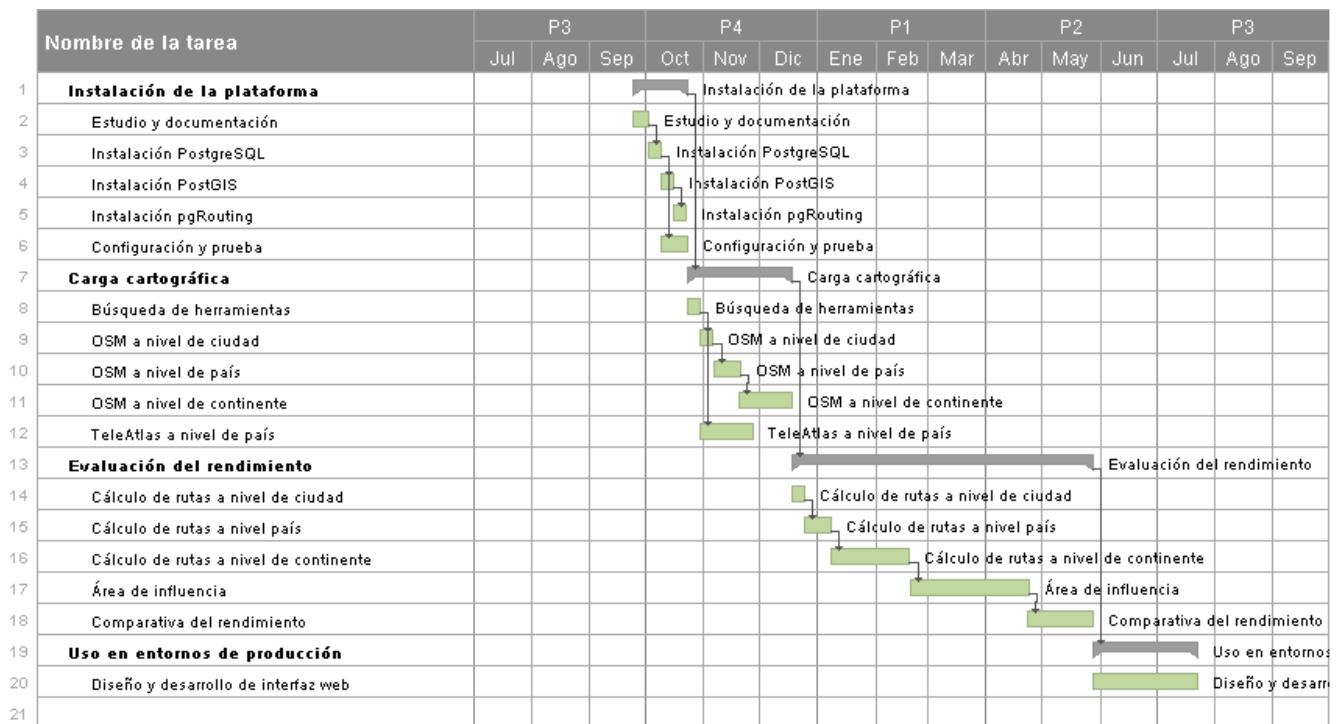 Nombre de la tarea P3 P4 P1 P2 P3
Jul Ago Sep Oct Nov Dic Ene Feb Mar Abr May Jun Jul Ago Sep
1 Instalación de la plataforma Instalación de la plataforma
2 Estudio y documentación Estudio y documentación
3 Instalación PostgreSQL Instalación PostgreSQL
4 Instalación PostGIS Instalación PostGIS
5 Instalación pgRouting Instalación pgRouting
6 Configuración y prueba Configuración y prueba
7 Carga cartográfica Carga cartográfica
8 Búsqueda de herramientas Búsqueda de herramientas
9 OSM a nivel de ciudad OSM a nivel de ciudad
10 OSM a nivel de país OSM a nivel de país
11 OSM a nivel de continente OSM a nivel de continente
12 TeleAtlas a nivel de país TeleAtlas a nivel de país
13 Evaluación del rendimiento Evaluación del rendimiento
14 Cálculo de rutas a nivel de ciudad Cálculo de rutas a nivel de ciudad
15 Cálculo de rutas a nivel país Cálculo de rutas a nivel país
16 Cálculo de rutas a nivel de continente Cálculo de rutas a nivel de continente
17 Área de influencia Área de influencia
18 Comparativa del rendimiento Comparativa del rendimiento
19 Uso en entornos de producción Uso en entornos
20 Diseño y desarrollo de interfaz web Diseño y desarr
21